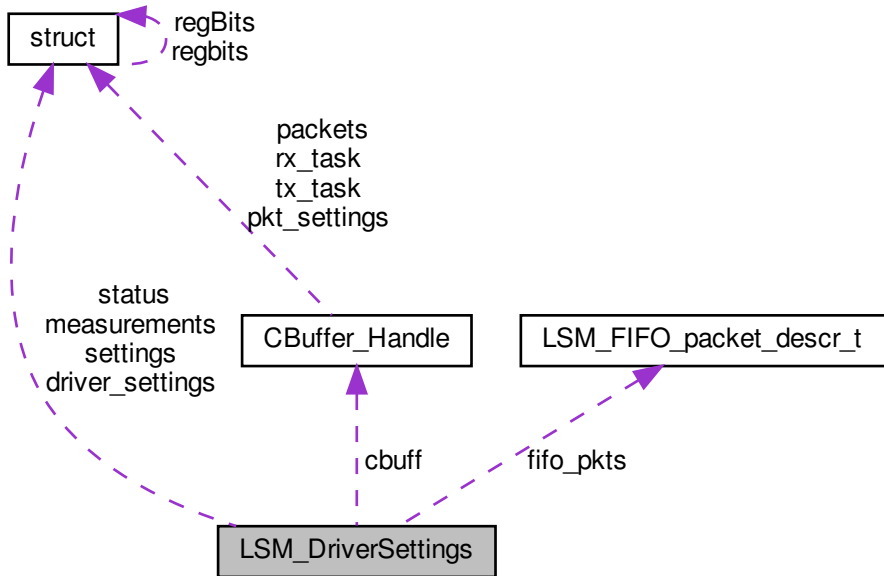 struct
regBits
regbits
packets
rx_task
tx_task
pkt_settings
status
measurements
settings
driver_settings
CBuffer_Handle
LSM_FIFO_packet_descr_t
cbuff
fifo_pkts
LSM_DriverSettings